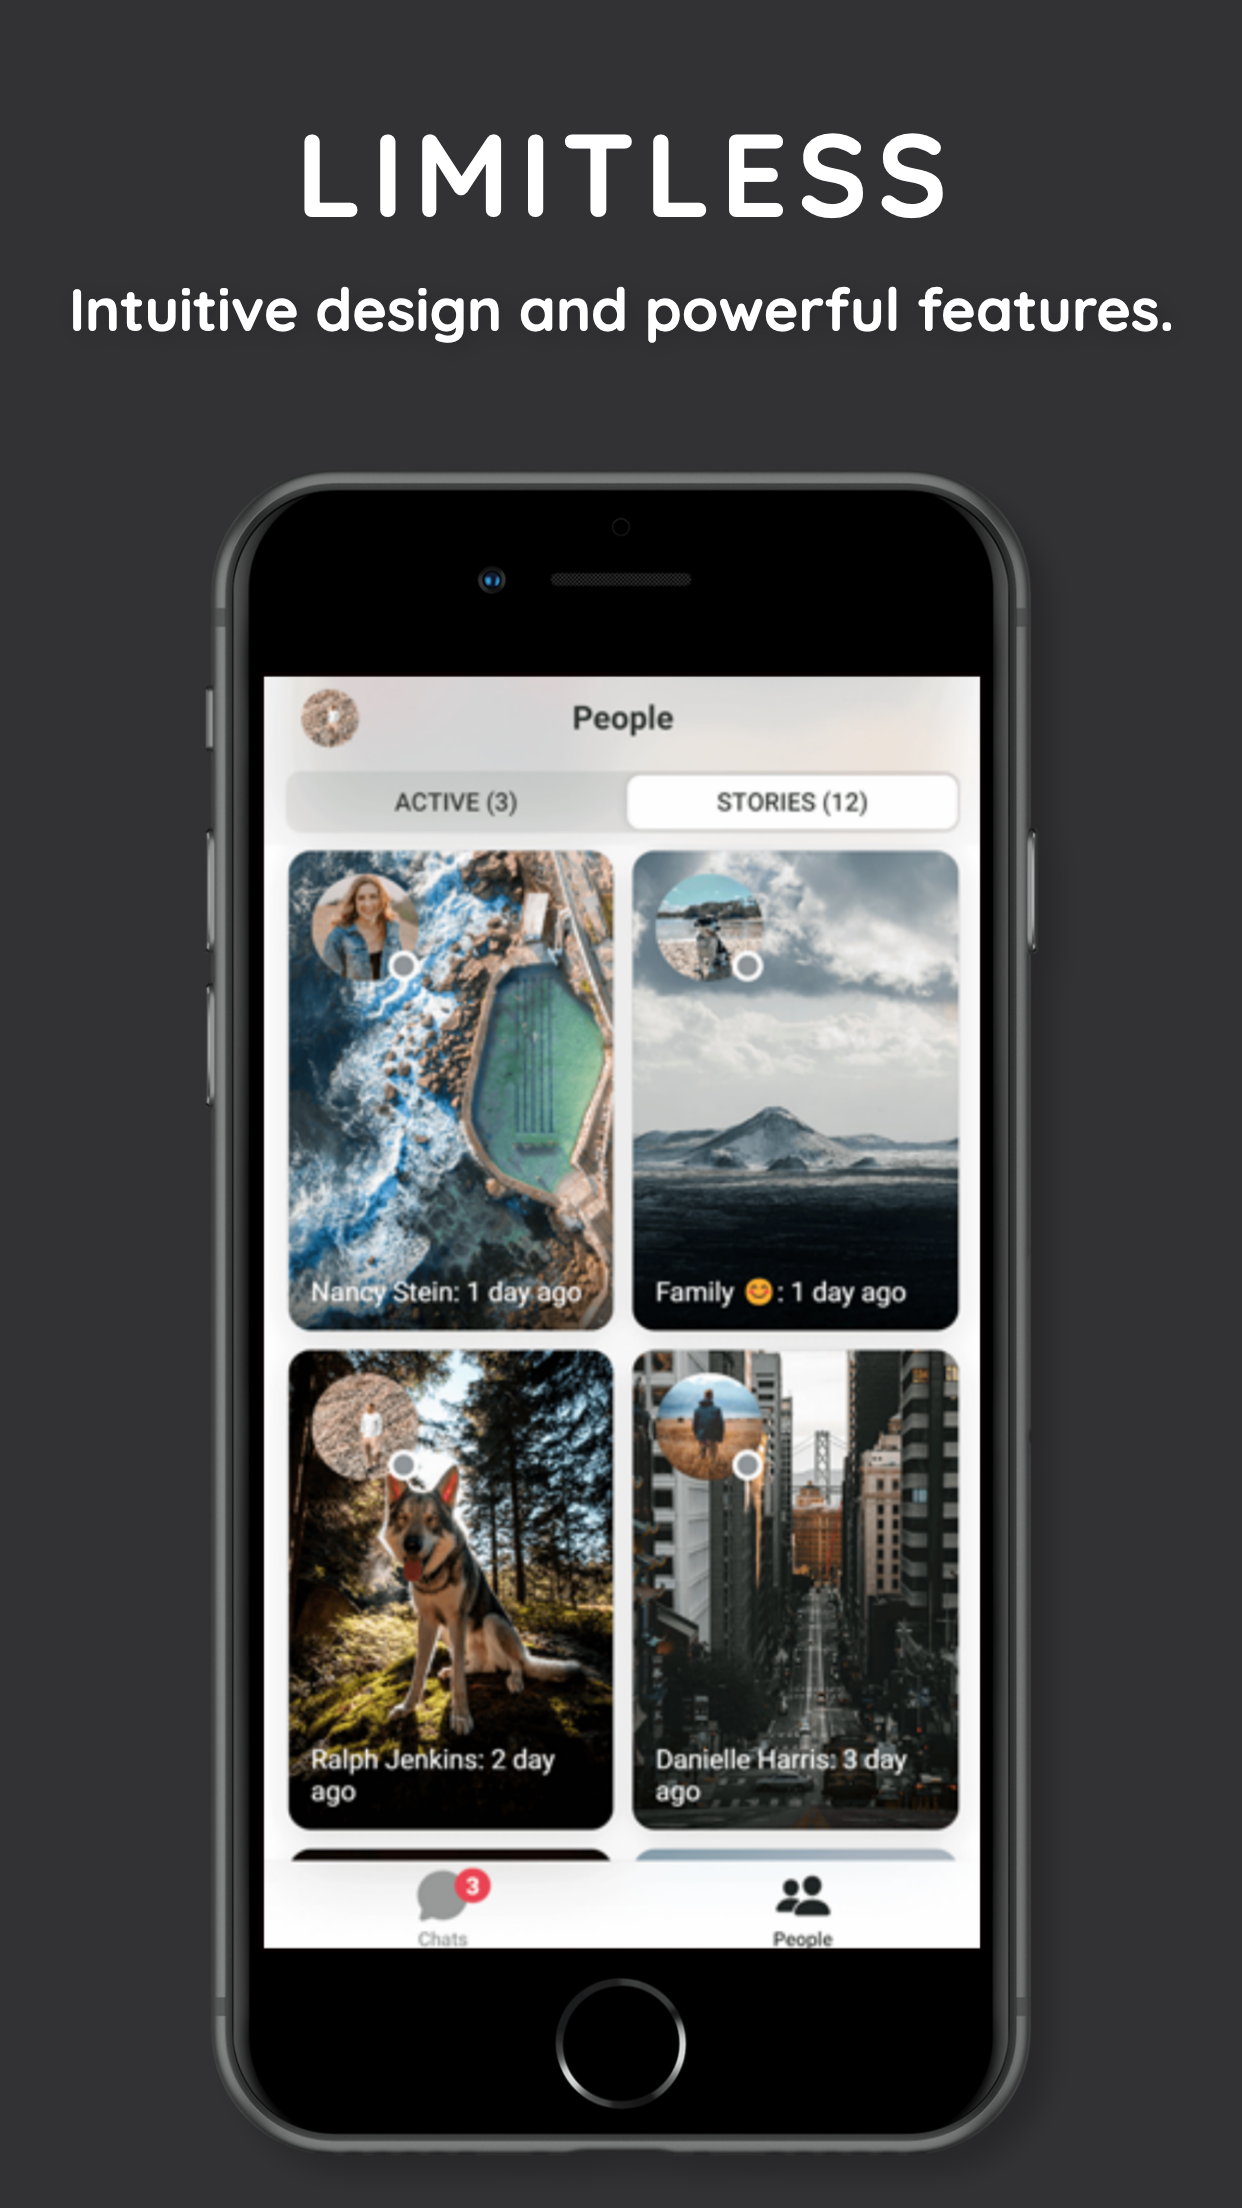 LIMITLESS
Intuitive design and powerful features.
People
ACTIVE (3)
STORIES (12)
Nancy Stein: 1 day ago
Family 😊: 1 day ago
Ralph Jenkins: 2 day
ago
Danielle Harris: 3 day
ago
3
Chats
People